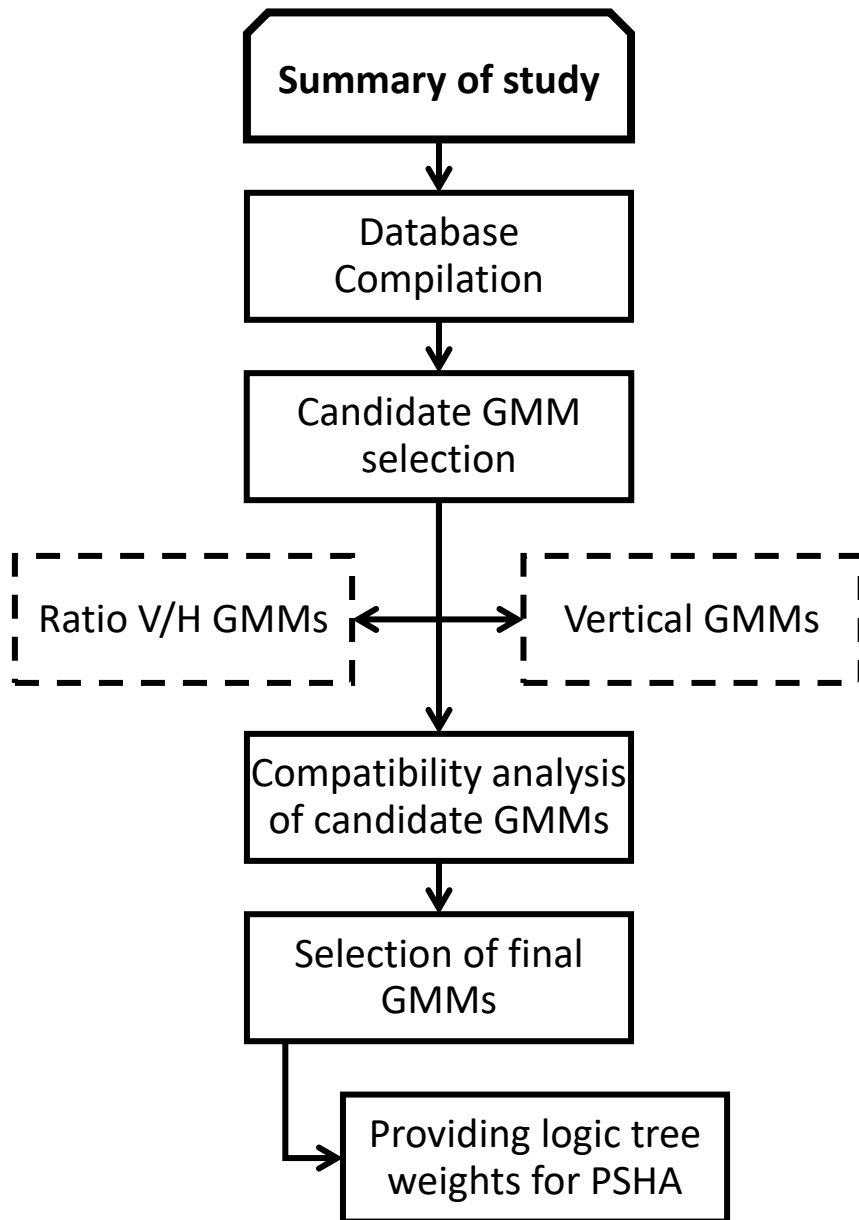 Summary of study
Database
Compilation
Candidate GMM
selection
Ratio V/H GMMs
Vertical GMMs
Compatibility analysis
of candidate GMMs
Selection of final
GMMs
Providing logic tree
weights for PSHA